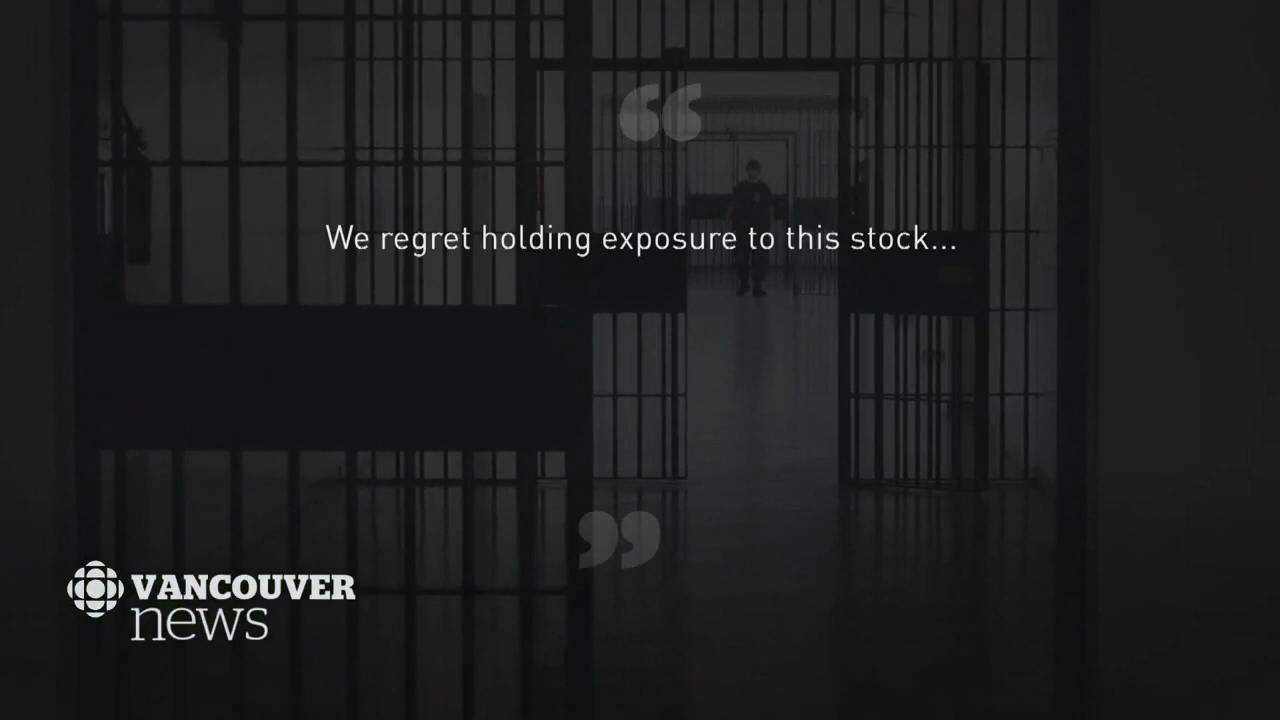 “
We regret holding exposure to this stock...
”
VANCOUVER
news